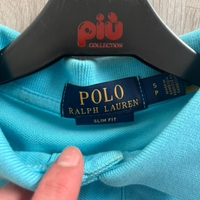 più
COLLECTION
POLO
RALPH LAUREN
SLIM FIT
S
P